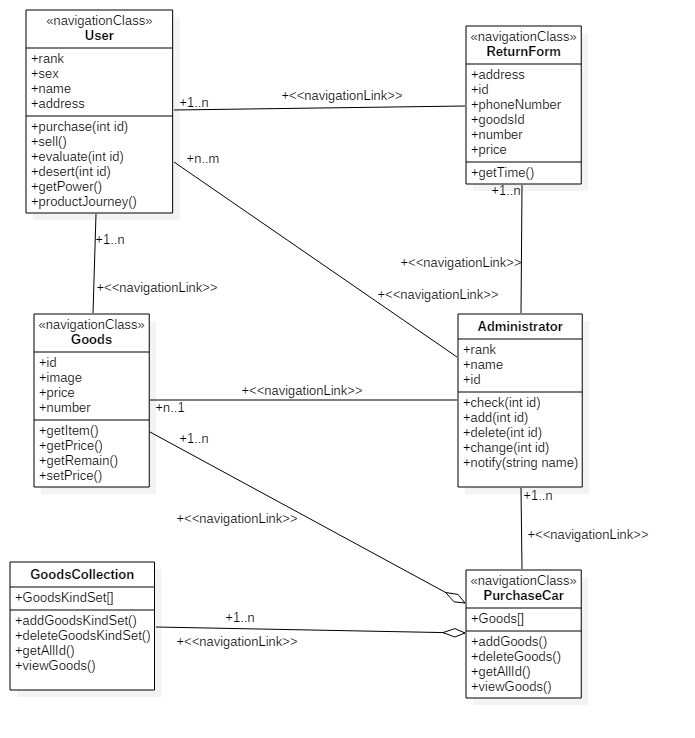 «navigationClass»
User
+rank
+sex
+name
+address
+purchase(int id)
+sell()
+evaluate(int id)
+desert(int id)
+getPower()
+productJourney()
+1..n
+<<navigationLink>>
«navigationClass»
ReturnForm
+address
+id
+phoneNumber
+goodsId
+number
+price
+getTime()
+1..n
+n..m
+1..n
+<<navigationLink>>
+<<navigationLink>>
+<<navigationLink>>
«navigationClass»
Goods
+id
+image
+price
+number
+getItem()
+getPrice()
+getRemain()
+setPrice()
+<<navigationLink>>
+n..1
Administrator
+rank
+name
+id
+check(int id)
+add(int id)
+delete(int id)
+change(int id)
+notify(string name)
+1..n
+<<navigationLink>>
+1..n
+<<navigationLink>>
GoodsCollection
+GoodsKindSet[]
+addGoodsKindSet()
+deleteGoodsKindSet()
+getAllId()
+viewGoods()
+1..n
+<<navigationLink>>
«navigationClass»
PurchaseCar
+Goods[]
+addGoods()
+deleteGoods()
+getAllId()
+viewGoods()